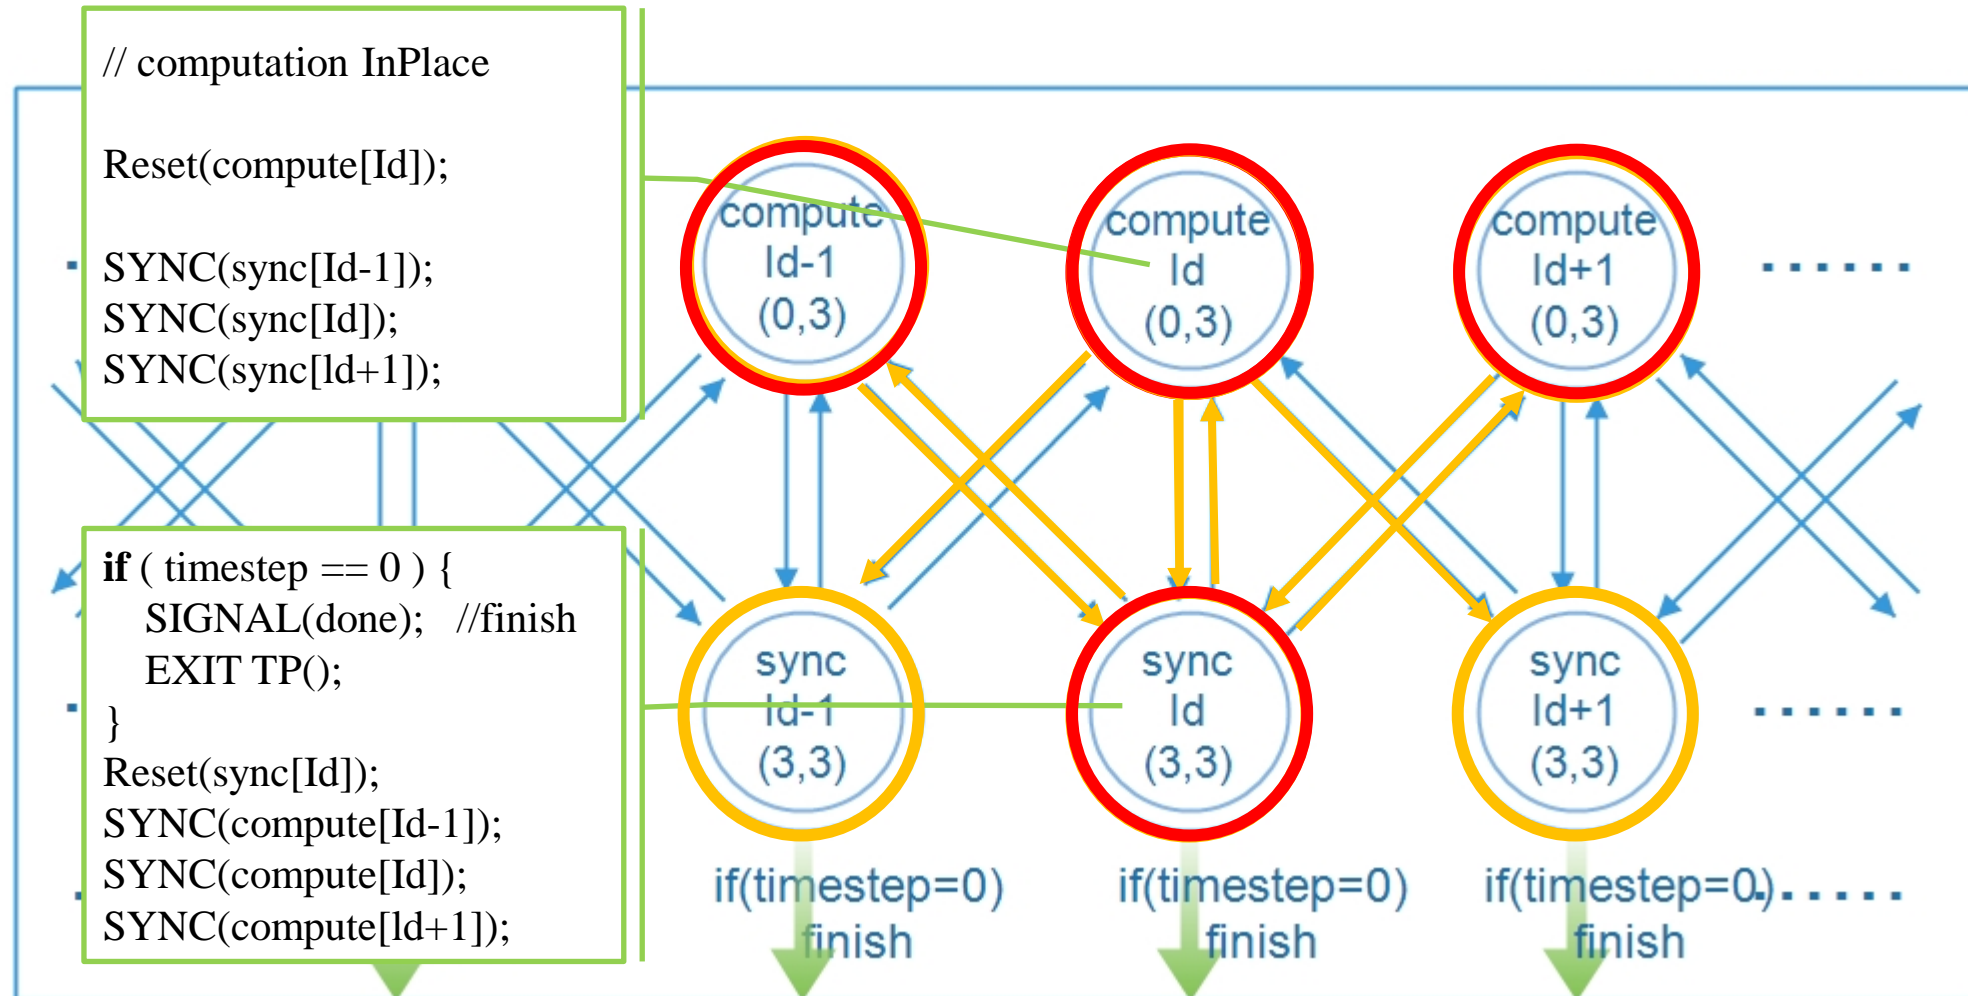 // computation InPlace
Reset(compute[Id]);
SYNC(sync[Id-1]);
SYNC(sync[Id]);
SYNC(sync[ld+1]);
if ( timestep == 0 ) {
SIGNAL(done); //finish
EXIT TP();
}
Reset(sync[Id]);
SYNC(compute[Id-1]);
SYNC(compute[Id]);
SYNC(compute[ld+1]);
compute
Id-1
(0,3)
compute
Id
(0,3)
compute
Id+1
(0,3)
......
sync
Id-1
(3,3)
sync
Id
(3,3)
sync
Id+1
(3,3)
......
if(timestep=0)
finish
if(timestep=0)
finish
if(timestep=0)
finish
......